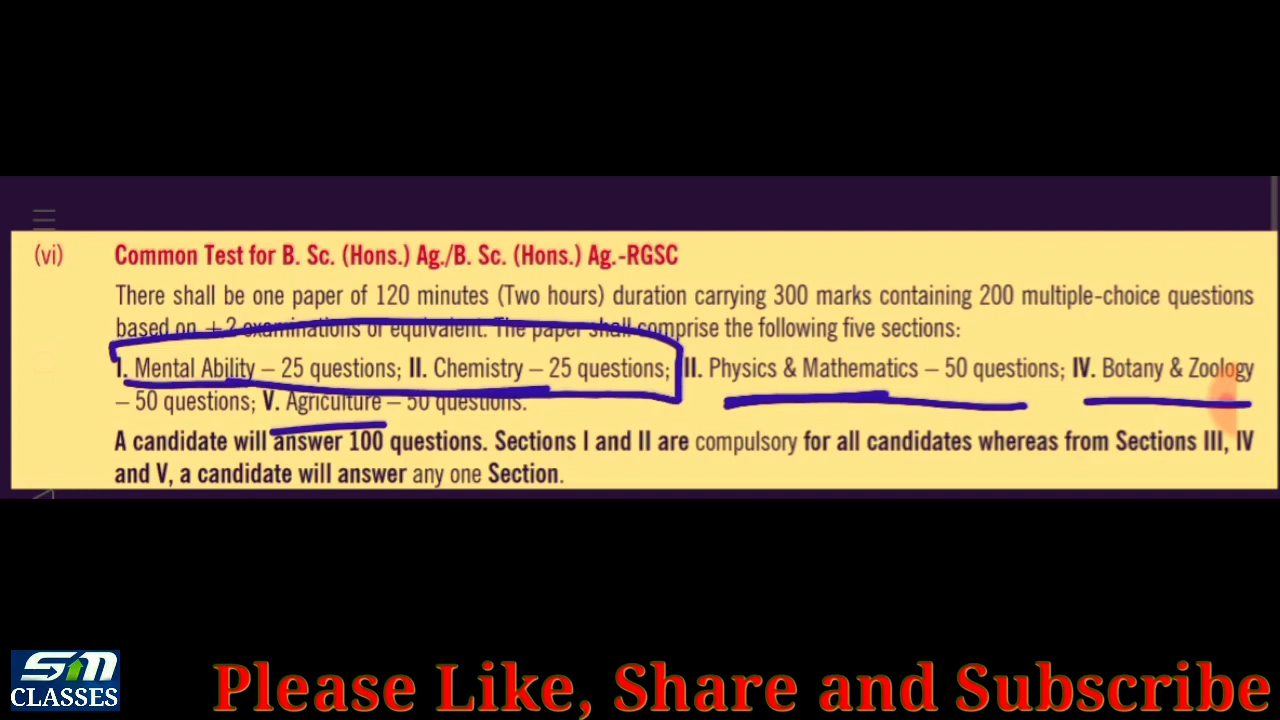 (vi) Common Test for B. Sc. (Hons.) Ag./B. Sc. (Hons.) Ag.-RGSC
There shall be one paper of 120 minutes (Two hours) duration carrying 300 marks containing 200 multiple-choice questions
based on +2 examinations or equivalent. The paper shall comprise the following five sections:
I. Mental Ability – 25 questions; II. Chemistry – 25 questions; II. Physics & Mathematics – 50 questions; IV. Botany & Zoology
– 50 questions; V. Agriculture – 50 questions.
A candidate will answer 100 questions. Sections I and II are compulsory for all candidates whereas from Sections III, IV
and V, a candidate will answer any one Section.
SM
CLASSES
Please Like, Share and Subscribe